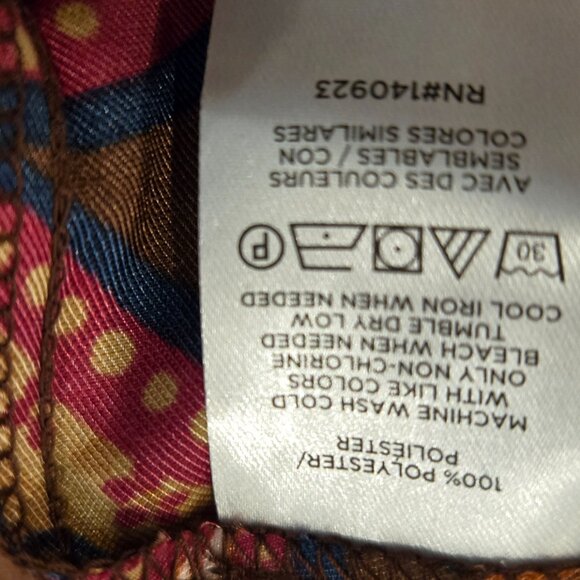 100% POLYESTER/
POLIESTER
MACHINE WASH COLD
WITH LIKE COLORS
ONLY NON-CHLORINE
BLEACH WHEN NEEDED
TUMBLE DRY LOW
COOL IRON WHEN NEEDED
30 P
AVEC DES COULEURS
SEMBLABLES / CON
COLORES SIMILARES
RN#140923